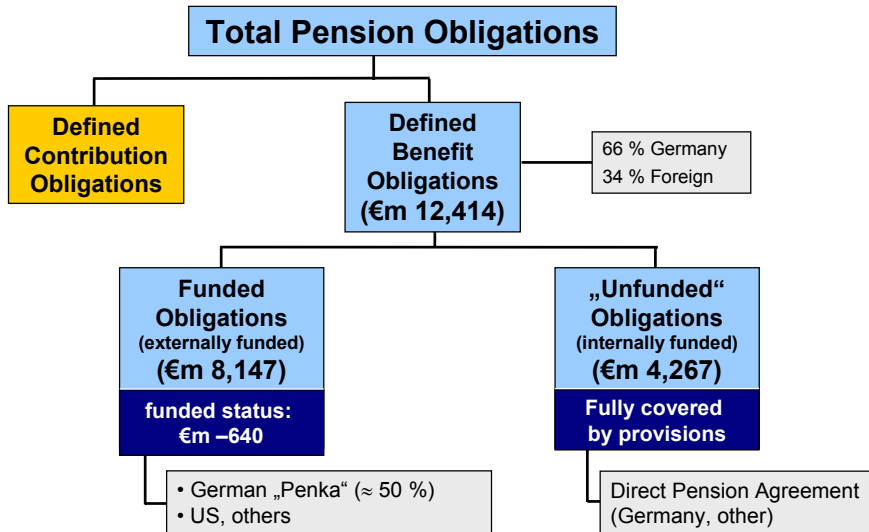 Total Pension Obligations
Defined
Contribution
Obligations
Defined
Benefit
Obligations
(€m 12,414)
66 % Germany
34 % Foreign
Funded
Obligations
(externally funded)
(€m 8,147)
funded status:
€m –640
• German „Penka“ (≈ 50 %)
• US, others
„Unfunded“
Obligations
(internally funded)
(€m 4,267)
Fully covered
by provisions
Direct Pension Agreement
(Germany, other)